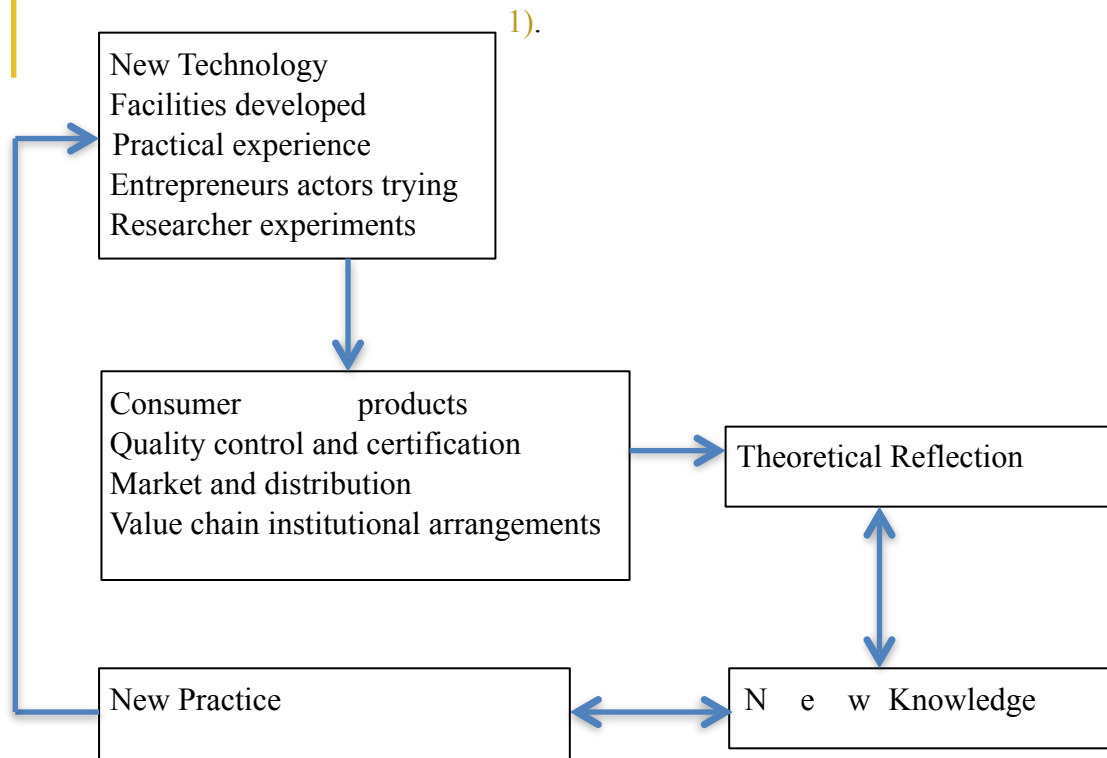 1).
New Technology
Facilities developed
Practical experience
Entrepreneurs actors trying
Researcher experiments
Consumer products
Quality control and certification
Market and distribution
Value chain institutional arrangements
Theoretical Reflection
New Practice
N e w Knowledge